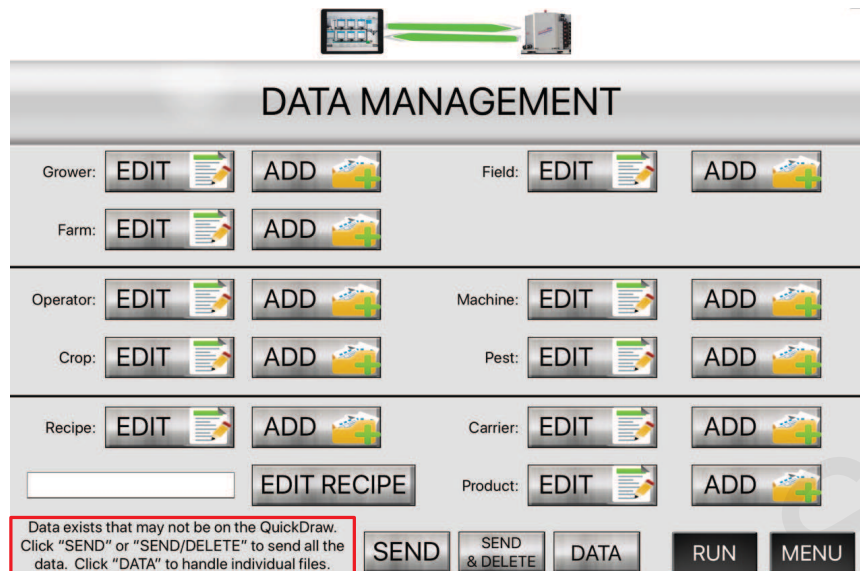 DATA MANAGEMENT
Grower: EDIT ADD Field: EDIT ADD
Farm: EDIT ADD
Operator: EDIT ADD Machine: EDIT ADD
Crop: EDIT ADD Pest: EDIT ADD
Recipe: EDIT ADD Carrier: EDIT ADD
EDIT RECIPE Product: EDIT ADD
Data exists that may not be on the QuickDraw.
Click “SEND” or “SEND/DELETE” to send all the
data. Click “DATA” to handle individual files.
SEND
SEND
& DELETE
DATA
RUN
MENU